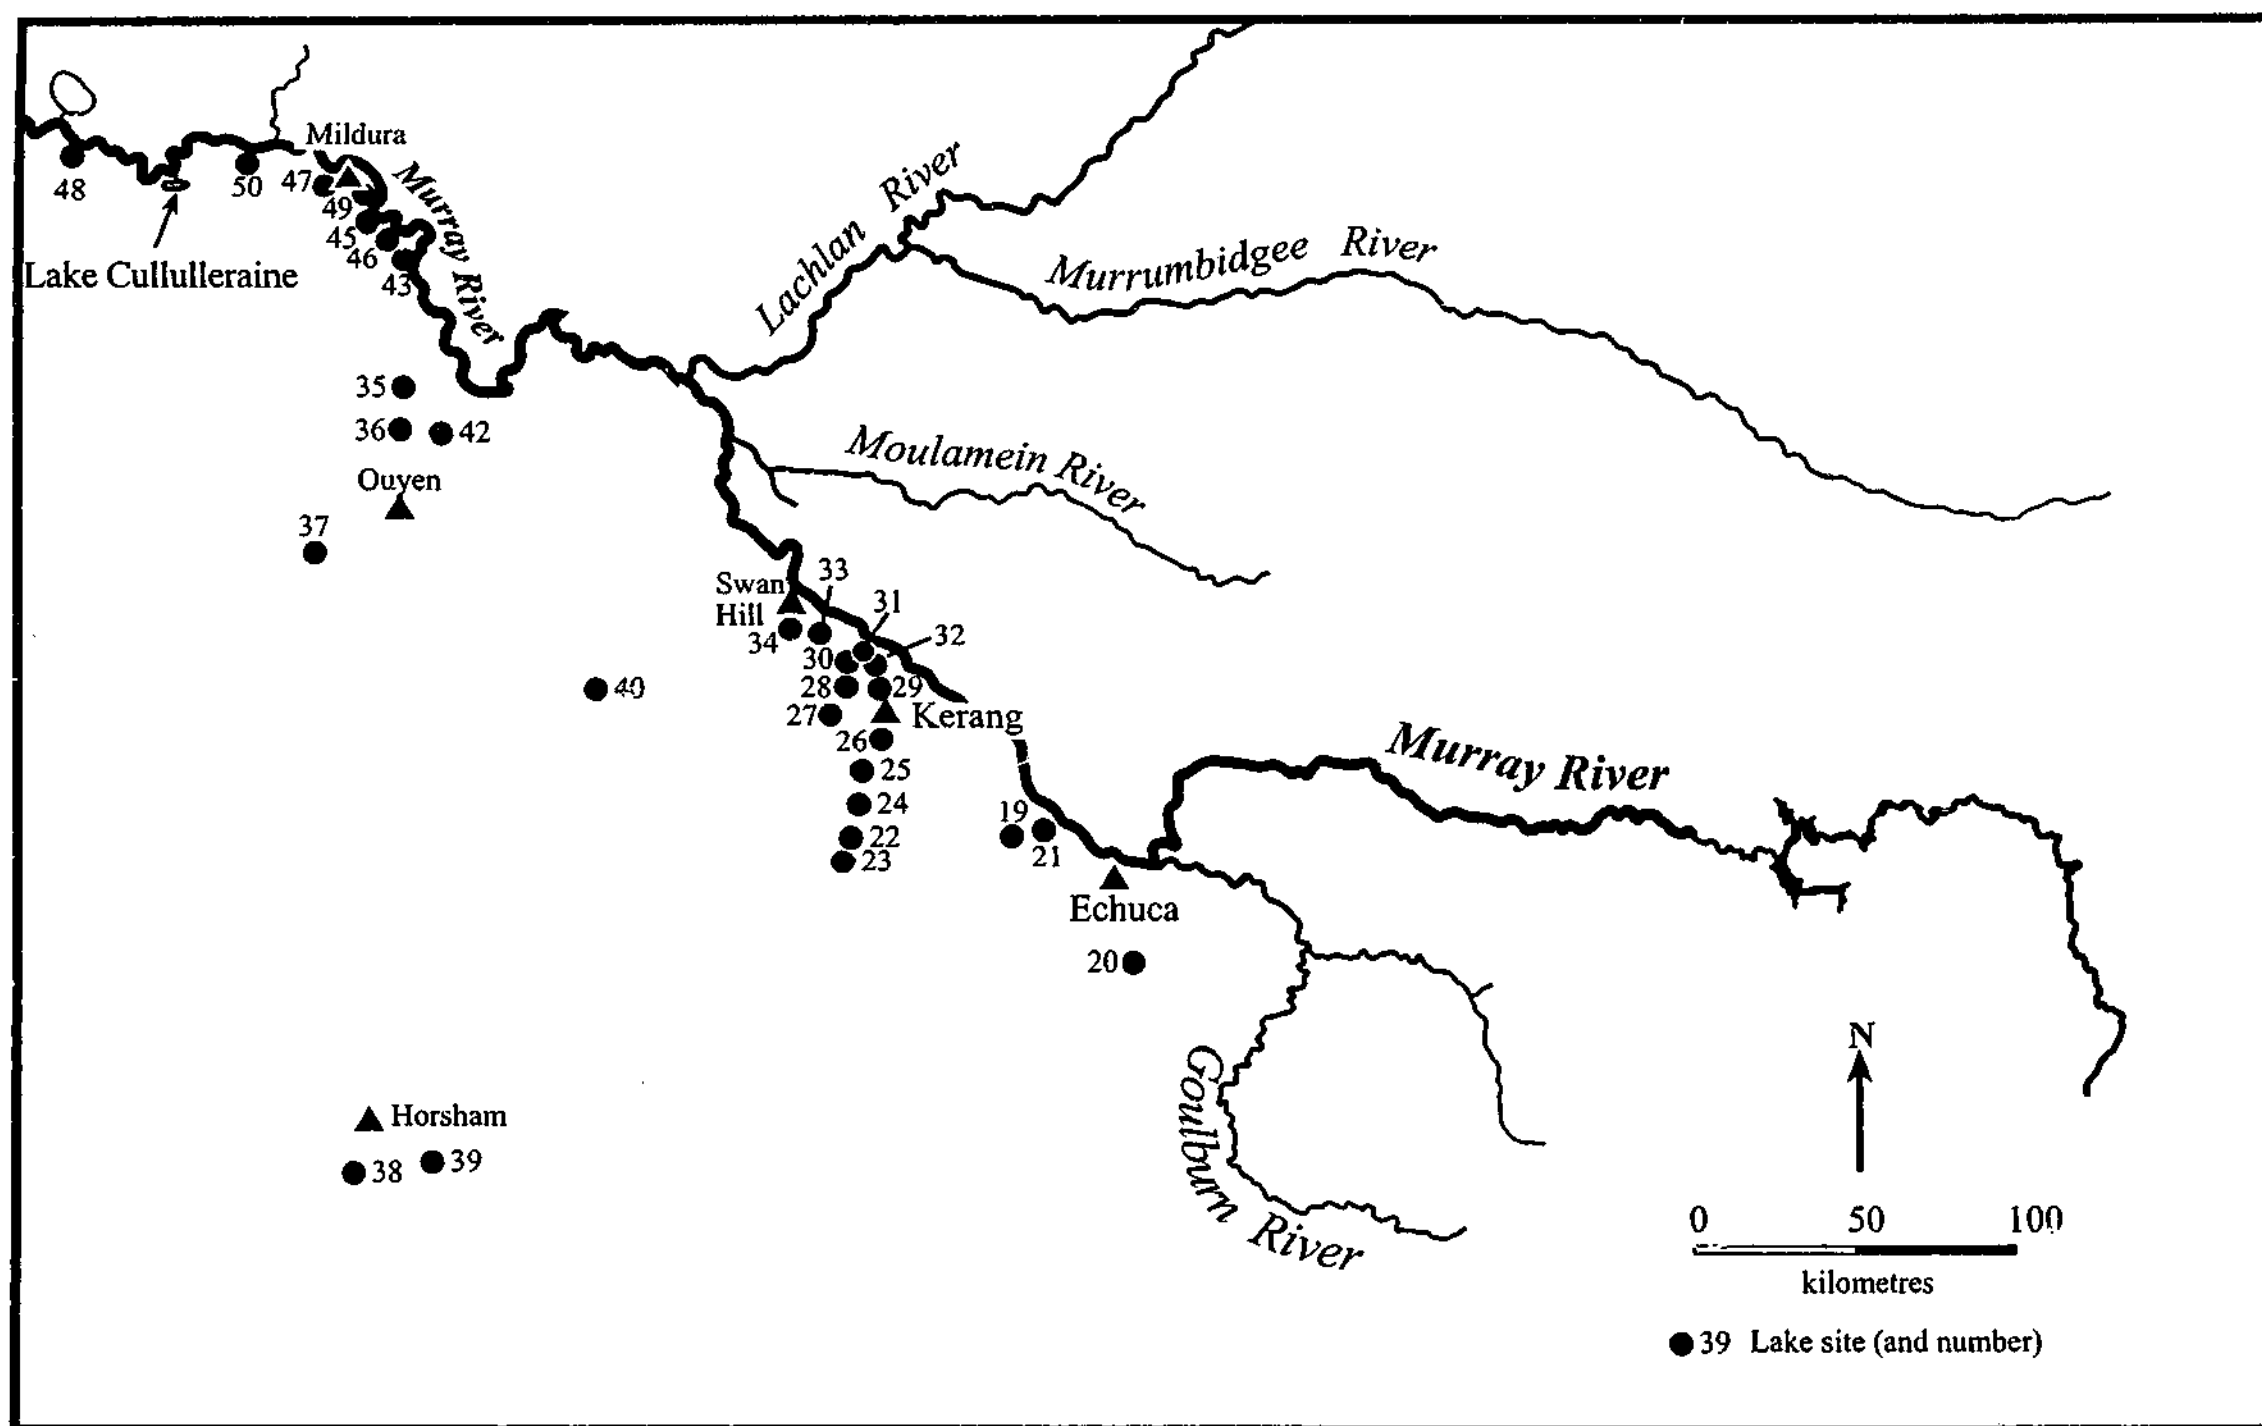 Mildura
48
50
47
49
45
46
43
Murray River
Lake Cullulleraine
Lachlan River
Murrumbidgee River
35
36
42
Ouyen
37
Moulamein River
Swan
Hill
33
31
34
32
30
28
29
27
Kerang
26
25
24
22
23
40
19
21
Murray River
Echuca
20
Goulburn River
Horsham
38
39
N
0 50 100
kilometres
39 Lake site (and number)